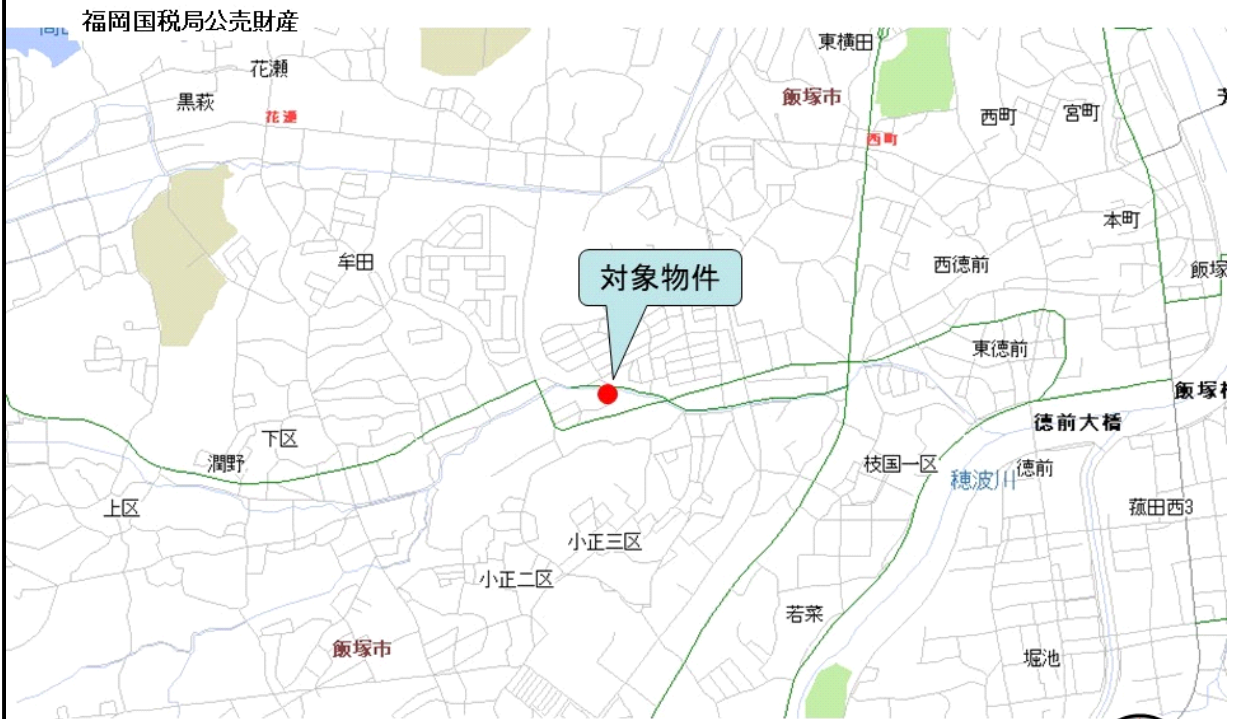 福岡国税局公売財産
花瀬
東横田
黒萩
花瀬
飯塚市
西町
宮町
西町
本町
牟田
西徳前
飯塚
対象物件
東徳前
徳前大橋
下区
潤野
枝国一区
徳前
穂波川
上区
菰田西3
小正三区
小正二区
若菜
飯塚市
堀池